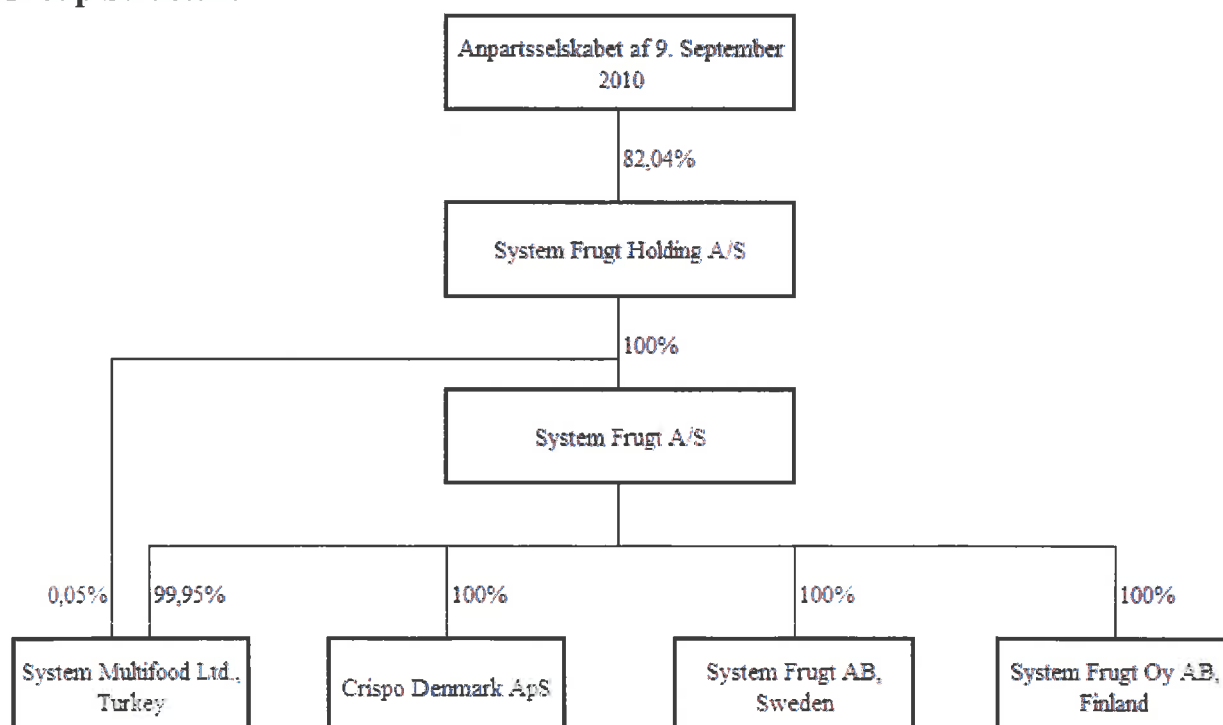 Anpartsselskabet af 9. September
2010
82,04%
System Frugt Holding A/S
100%
System Frugt A/S
0,05%
99,95%
100%
100%
100%
System Multifood Ltd.,
Turkey
Crispo Denmark ApS
System Frugt AB,
Sweden
System Frugt Oy AB,
Finland